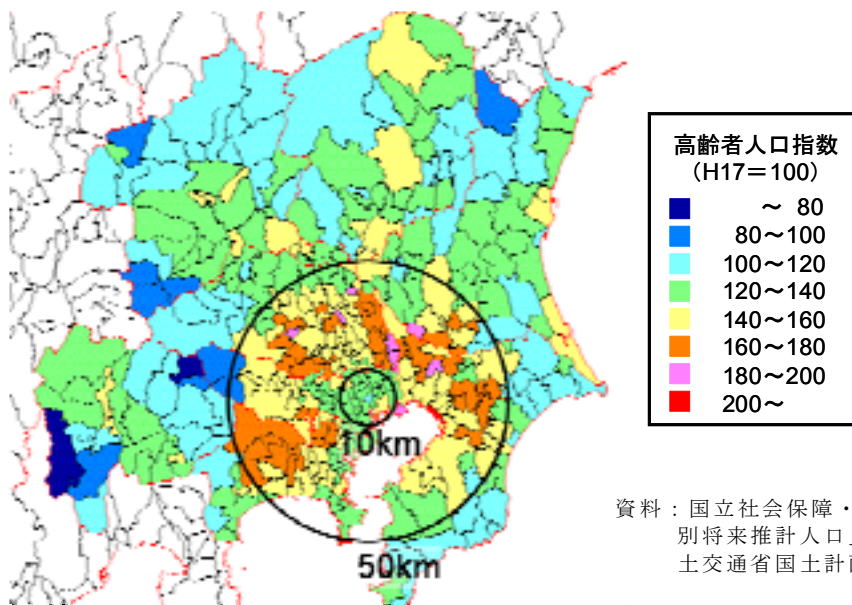 高齢者人口指数
(H17＝100)
～ 80
80～100
100～120
120～140
140～160
160～180
180～200
200～
10km
50km
資料：国立社会保障・
別将来推計人口
土交通省国土計